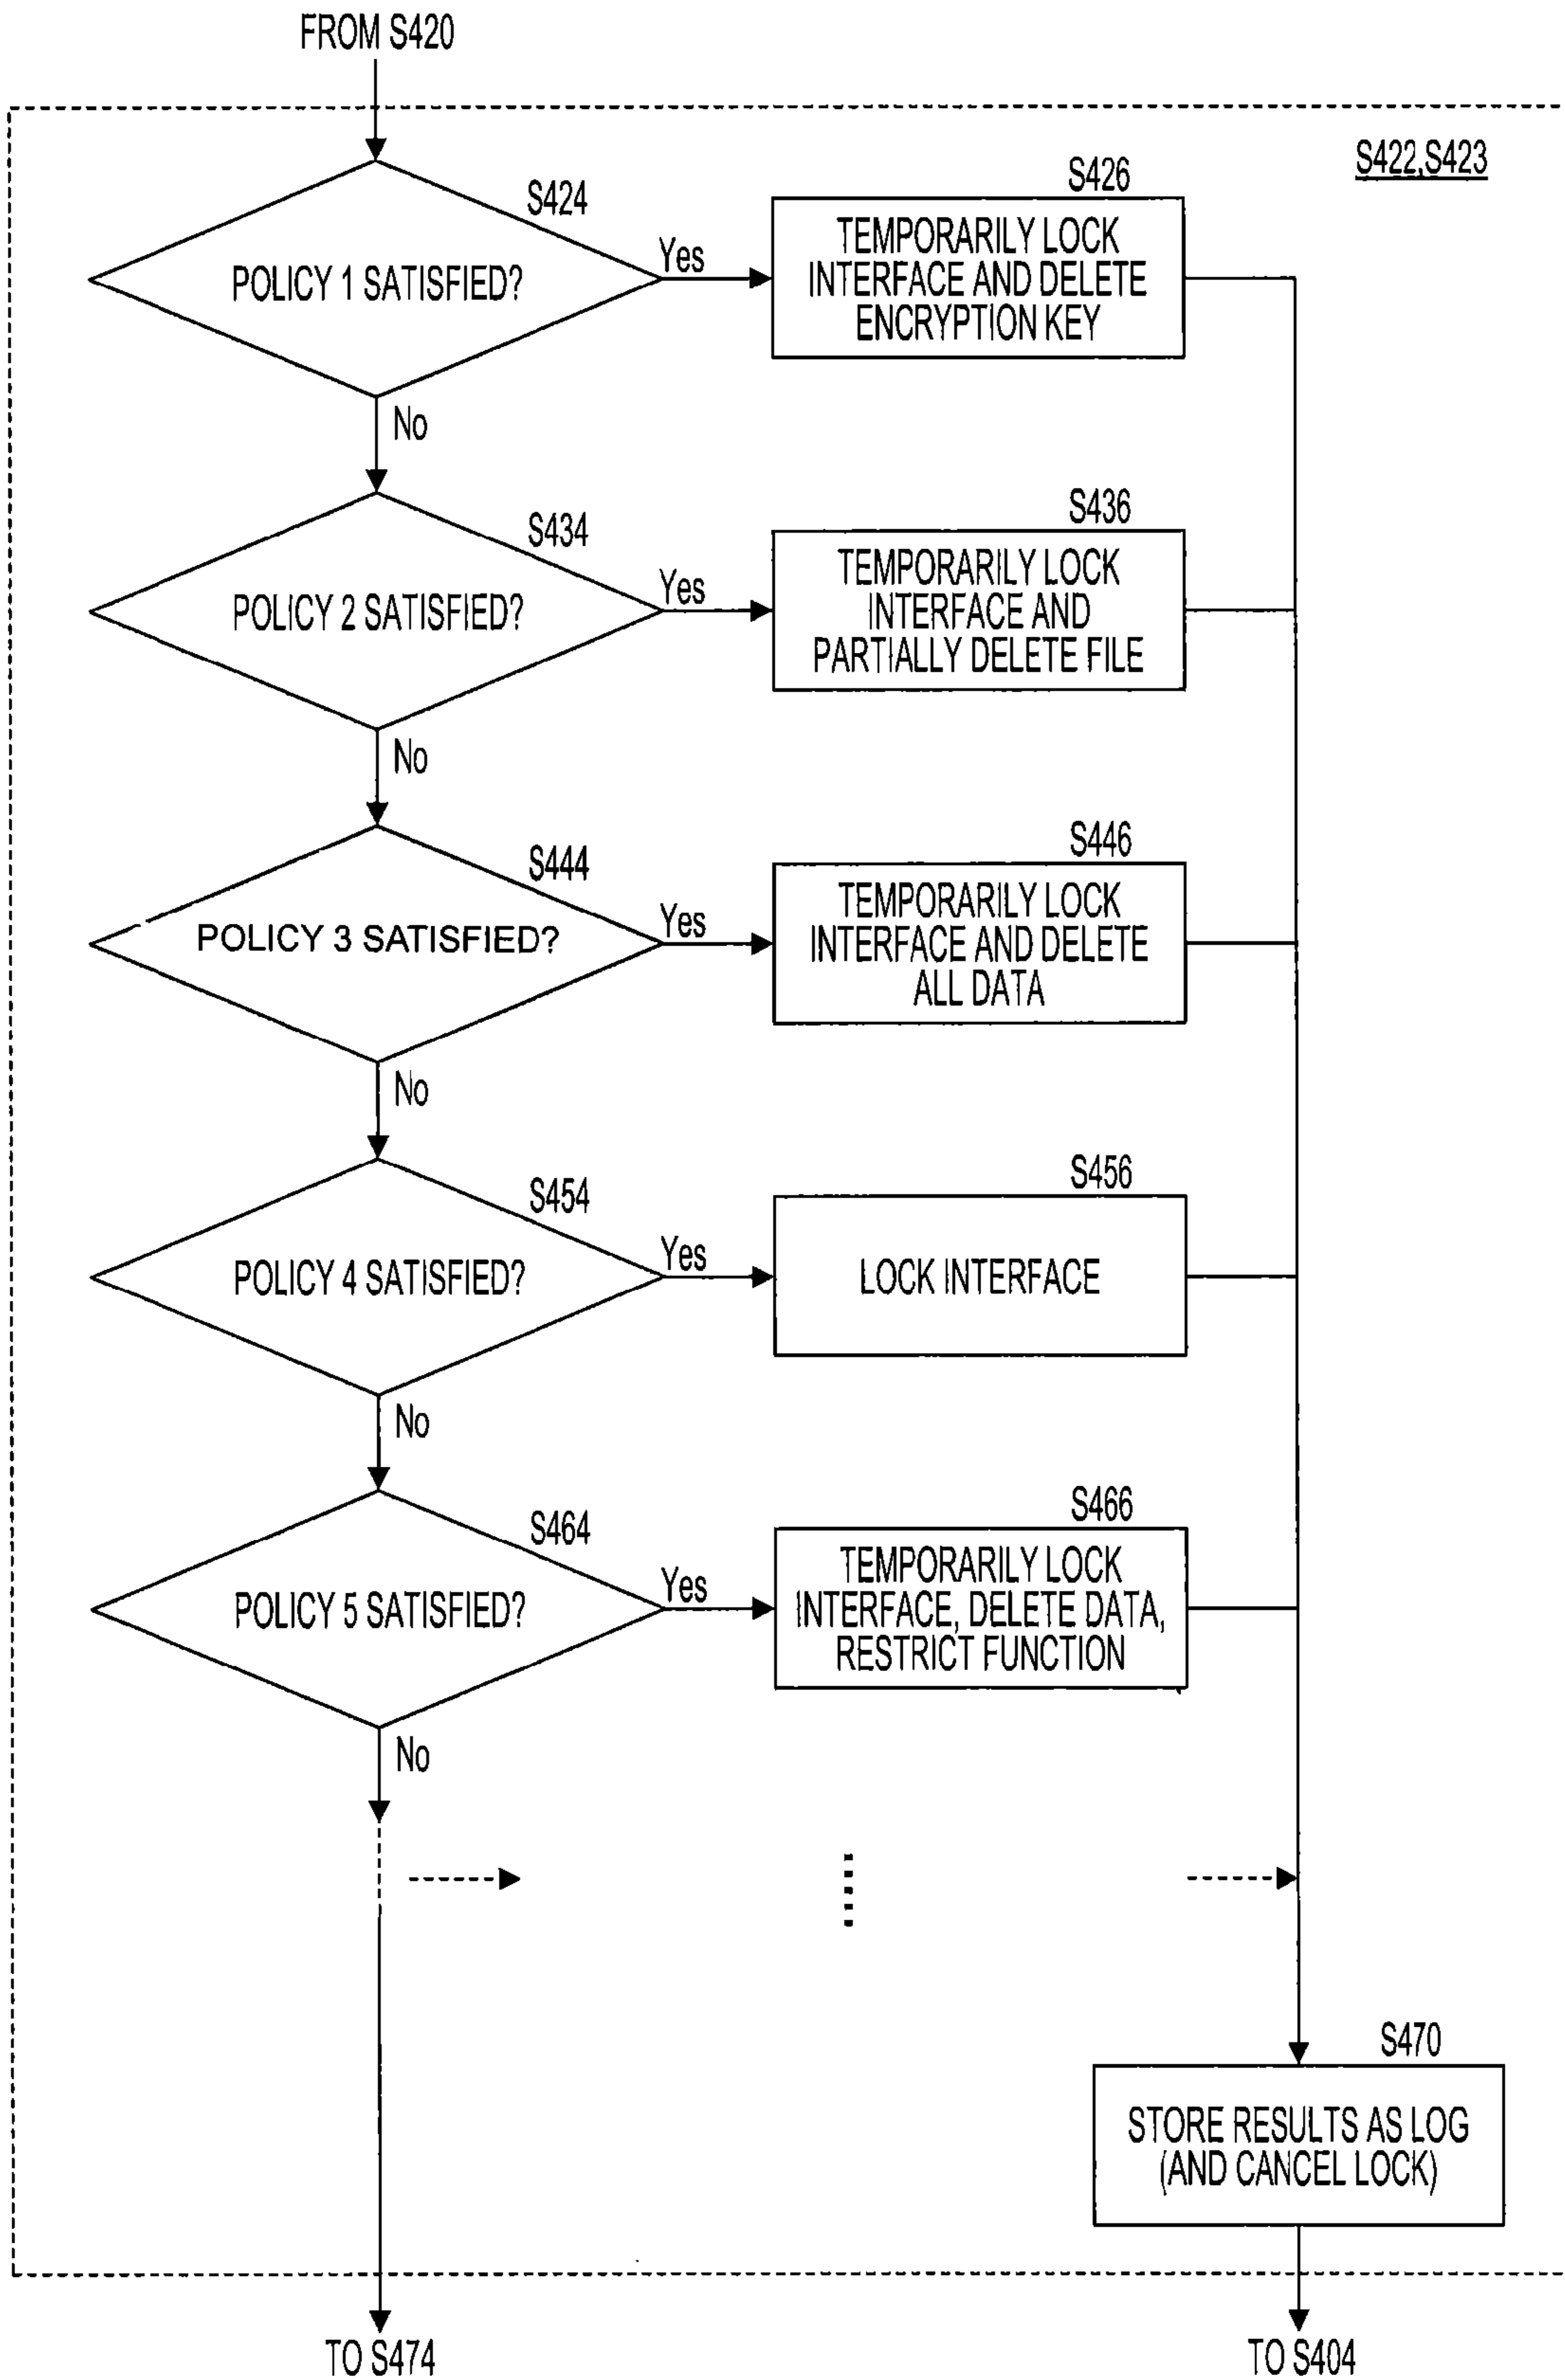 FROM S420
S422,S423
S424
POLICY 1 SATISFIED?
Yes
No
S426
TEMPORARILY LOCK
INTERFACE AND DELETE
ENCRYPTION KEY
S434
POLICY 2 SATISFIED?
Yes
No
S436
TEMPORARILY LOCK
INTERFACE AND
PARTIALLY DELETE FILE
S444
POLICY 3 SATISFIED?
Yes
No
S446
TEMPORARILY LOCK
INTERFACE AND DELETE
ALL DATA
S454
POLICY 4 SATISFIED?
Yes
No
S456
LOCK INTERFACE
S464
POLICY 5 SATISFIED?
Yes
No
S466
TEMPORARILY LOCK
INTERFACE, DELETE DATA,
RESTRICT FUNCTION
S470
STORE RESULTS AS LOG
(AND CANCEL LOCK)
TO S474
TO S404